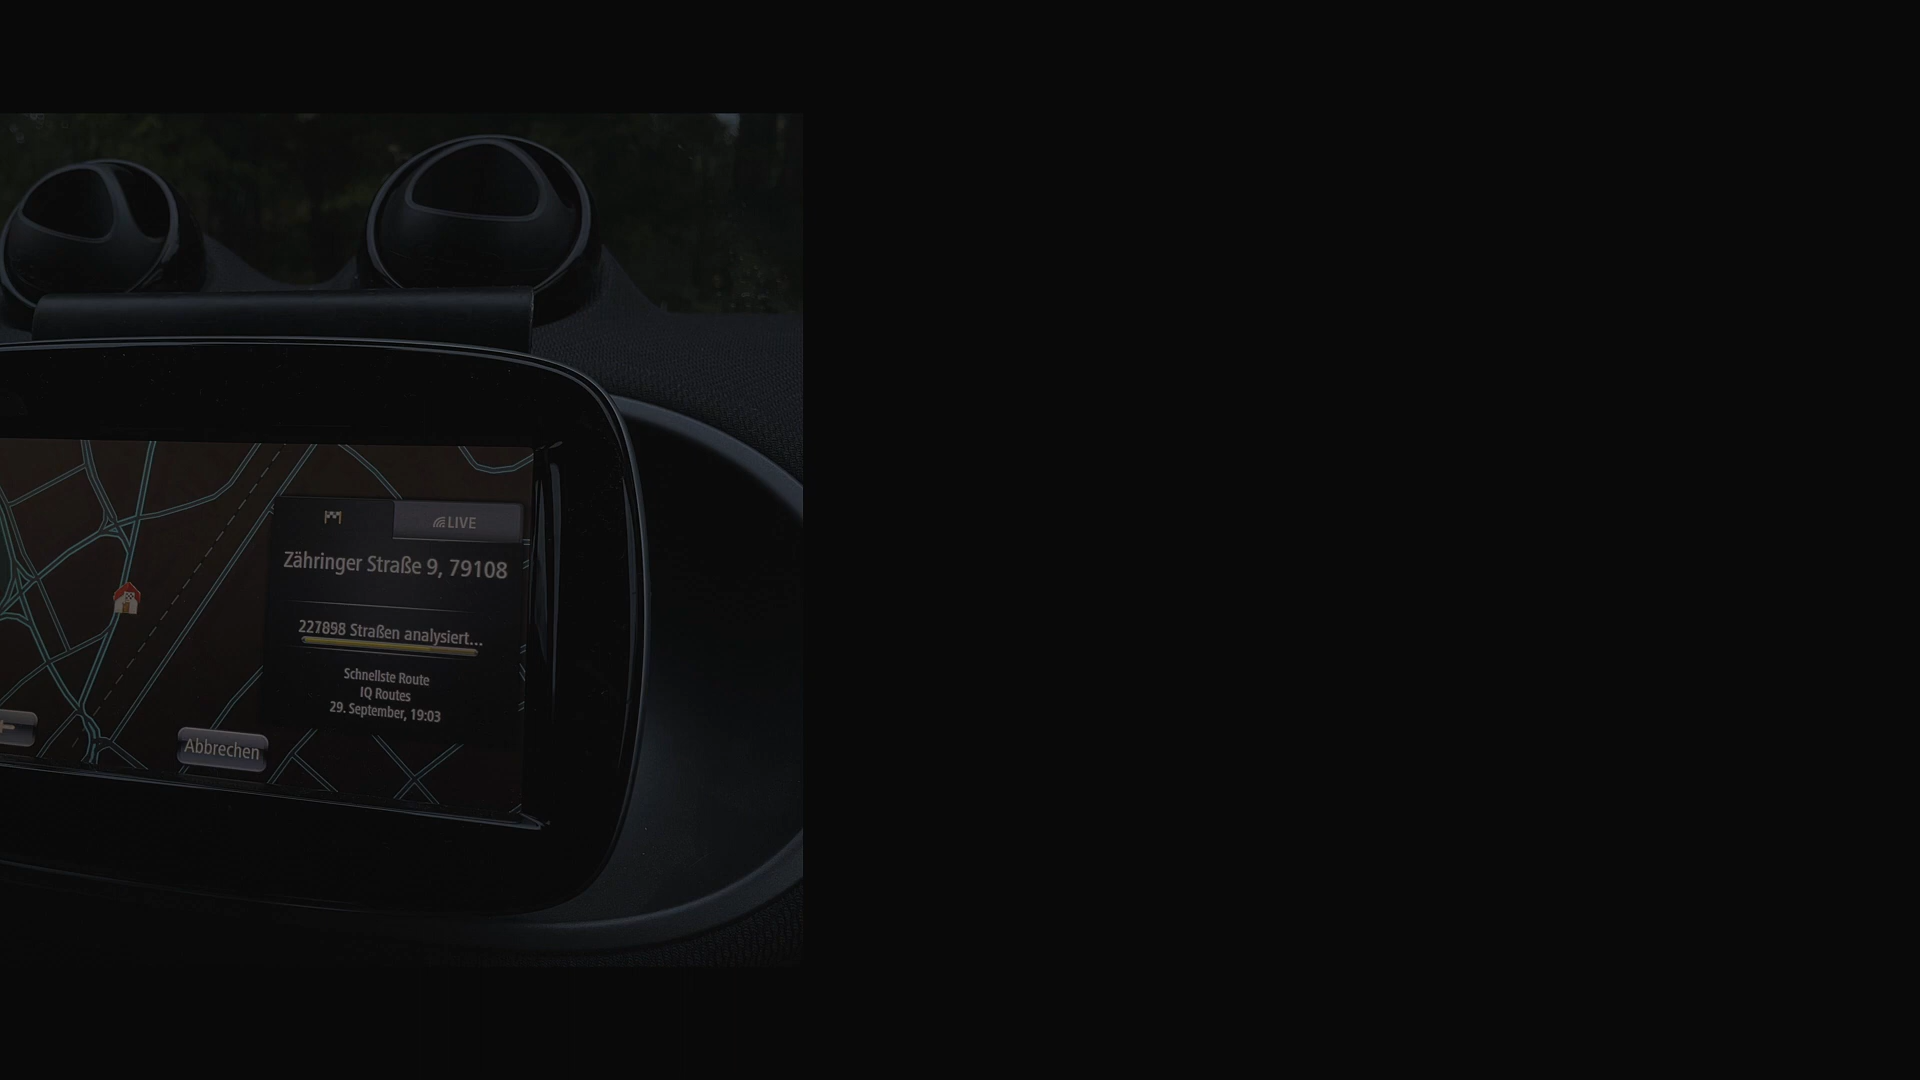 LIVE
Zähringer Straße 9, 79108
227898 Straßen analysiert...
Schnellste Route
IQ Routes
29. September, 19:03
Abbrechen